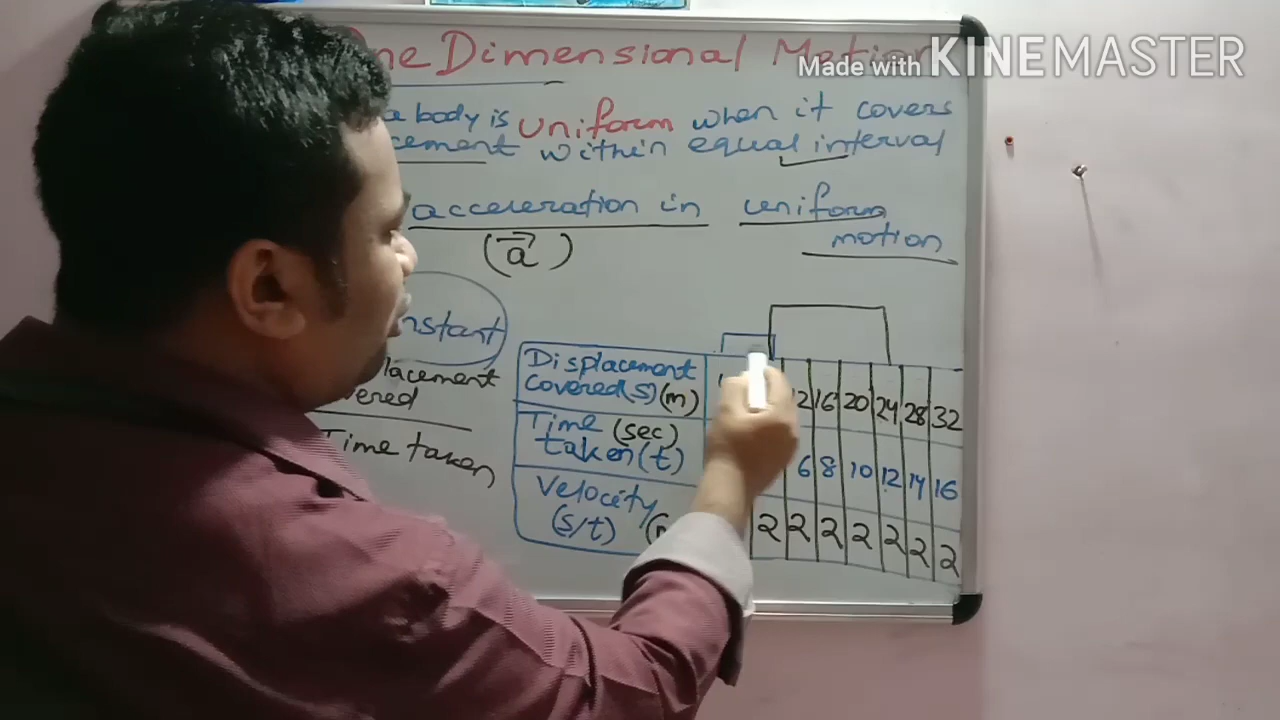 One Dimensional Motion
Made with KINEMASTER
a body is uniform when it covers
cement within equal interval
acceleration in uniform
motion
(a)
nstant
lacement
vered
Time taken
Displacement
covered(s)(m)
12 16 20 24 28 32
Time (sec)
taken(t)
6 8 10 12 14 16
Velocity
(s/t)
2 2 2 2 2 2 2